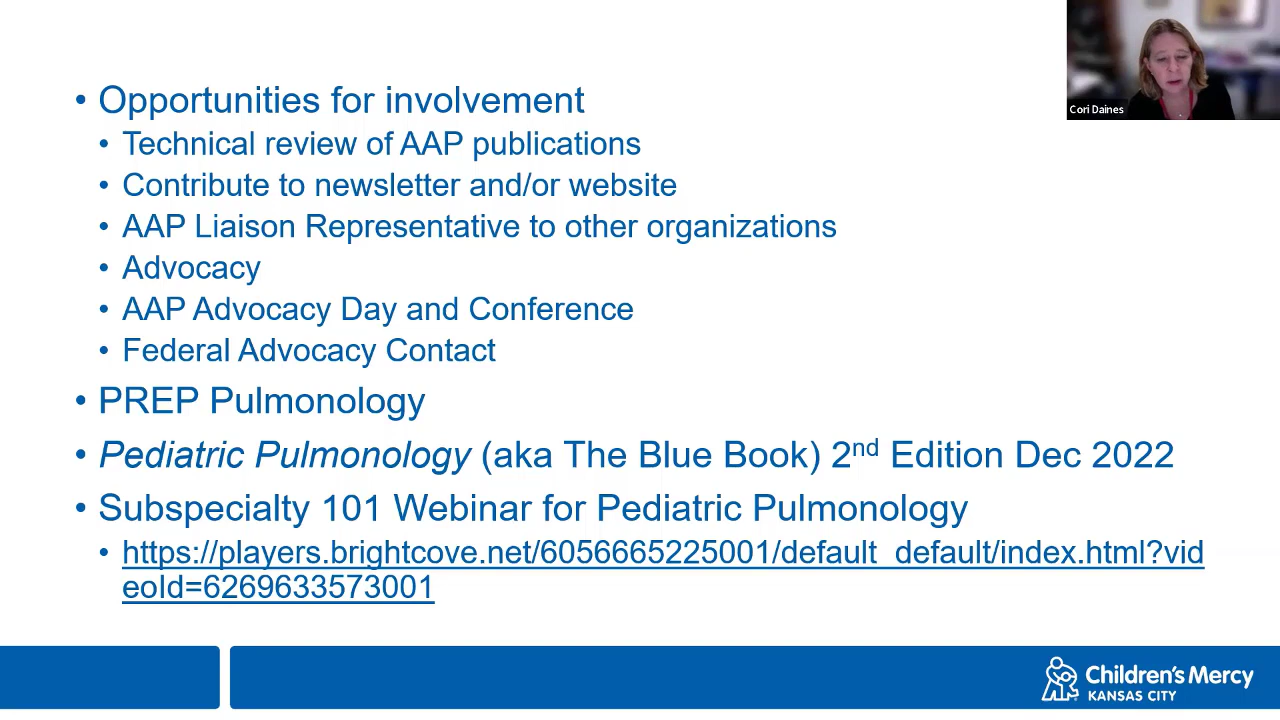 • Opportunities for involvement
• Technical review of AAP publications
• Contribute to newsletter and/or website
• AAP Liaison Representative to other organizations
• Advocacy
• AAP Advocacy Day and Conference
• Federal Advocacy Contact
• PREP Pulmonology
• Pediatric Pulmonology (aka The Blue Book) 2nd Edition Dec 2022
• Subspecialty 101 Webinar for Pediatric Pulmonology
• https://players.brightcove.net/6056665225001/default_default/index.html?vid
eoId=6269633573001
Cori Daines
Children's Mercy
KANSAS CITY